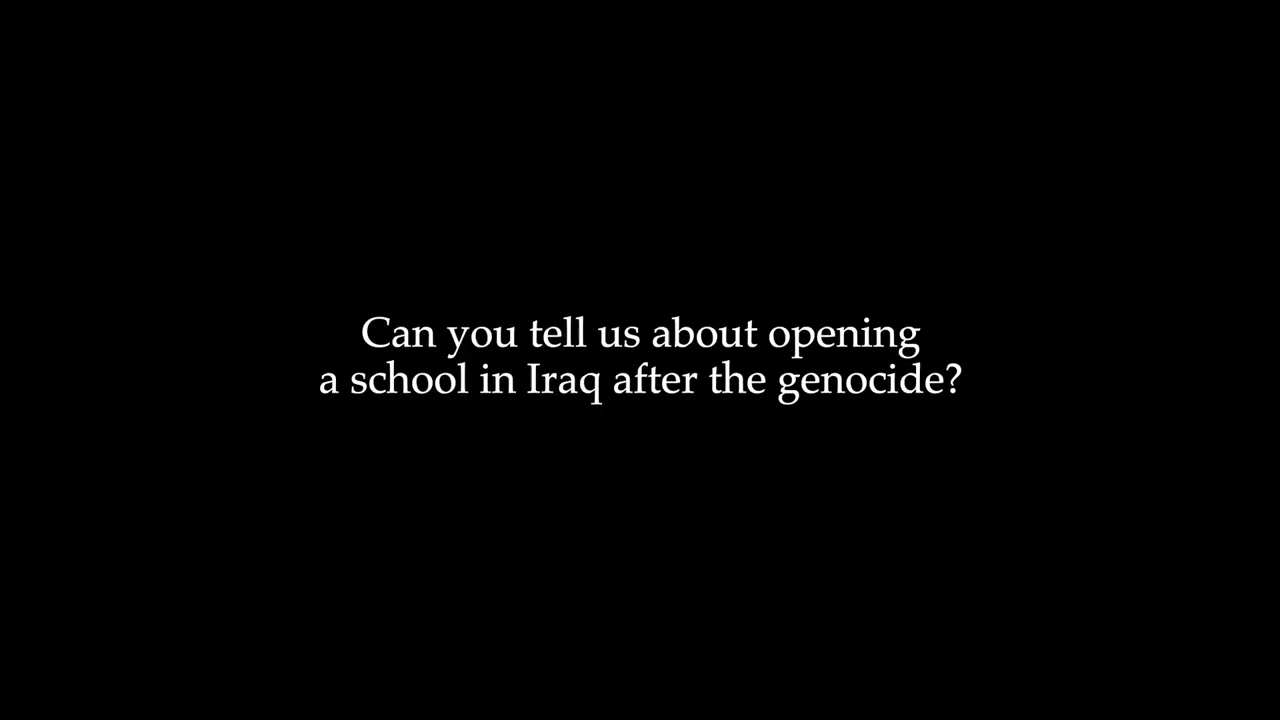 Can you tell us about opening
a school in Iraq after the genocide?